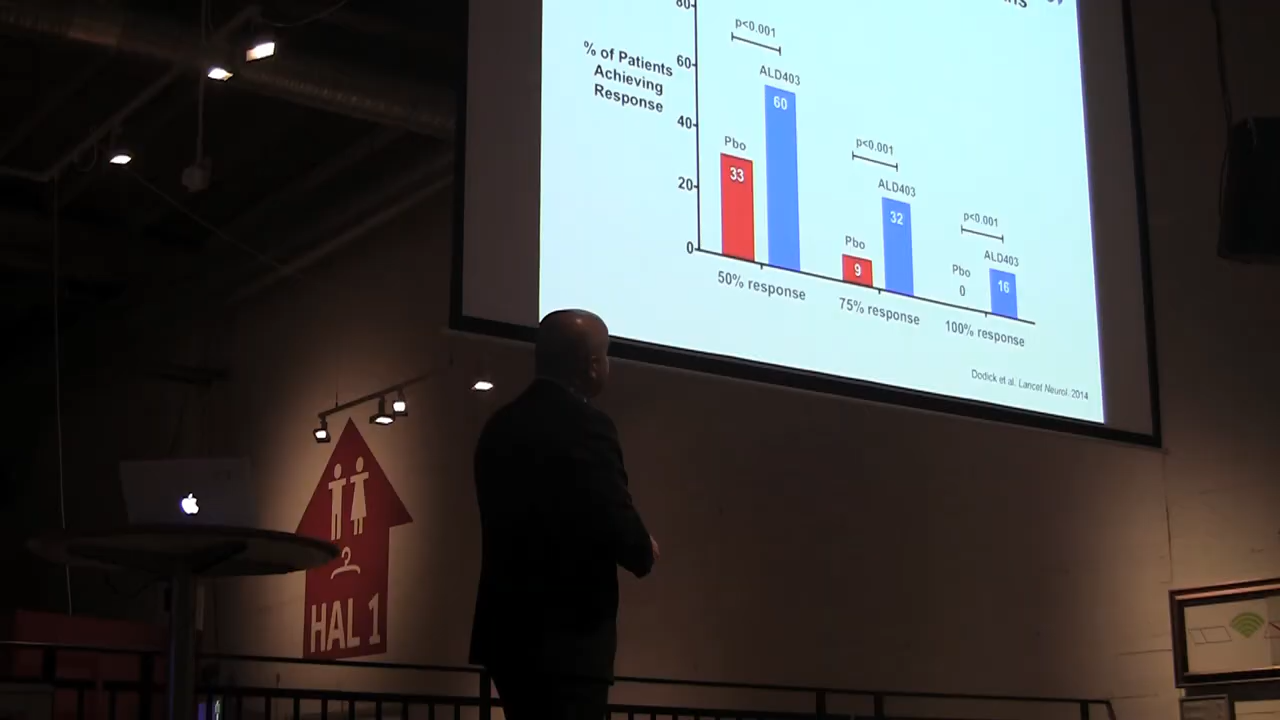 80
p<0.001
% of Patients
Achieving
Response
60
ALD403
60
40
Pbo
33
p<0.001
ALD403
20
32
p<0.001
Pbo
9
ALD403
Pbo
0
16
0
50% response
75% response
100% response
Dodick et al. Lancet Neurol. 2014
HAL 1